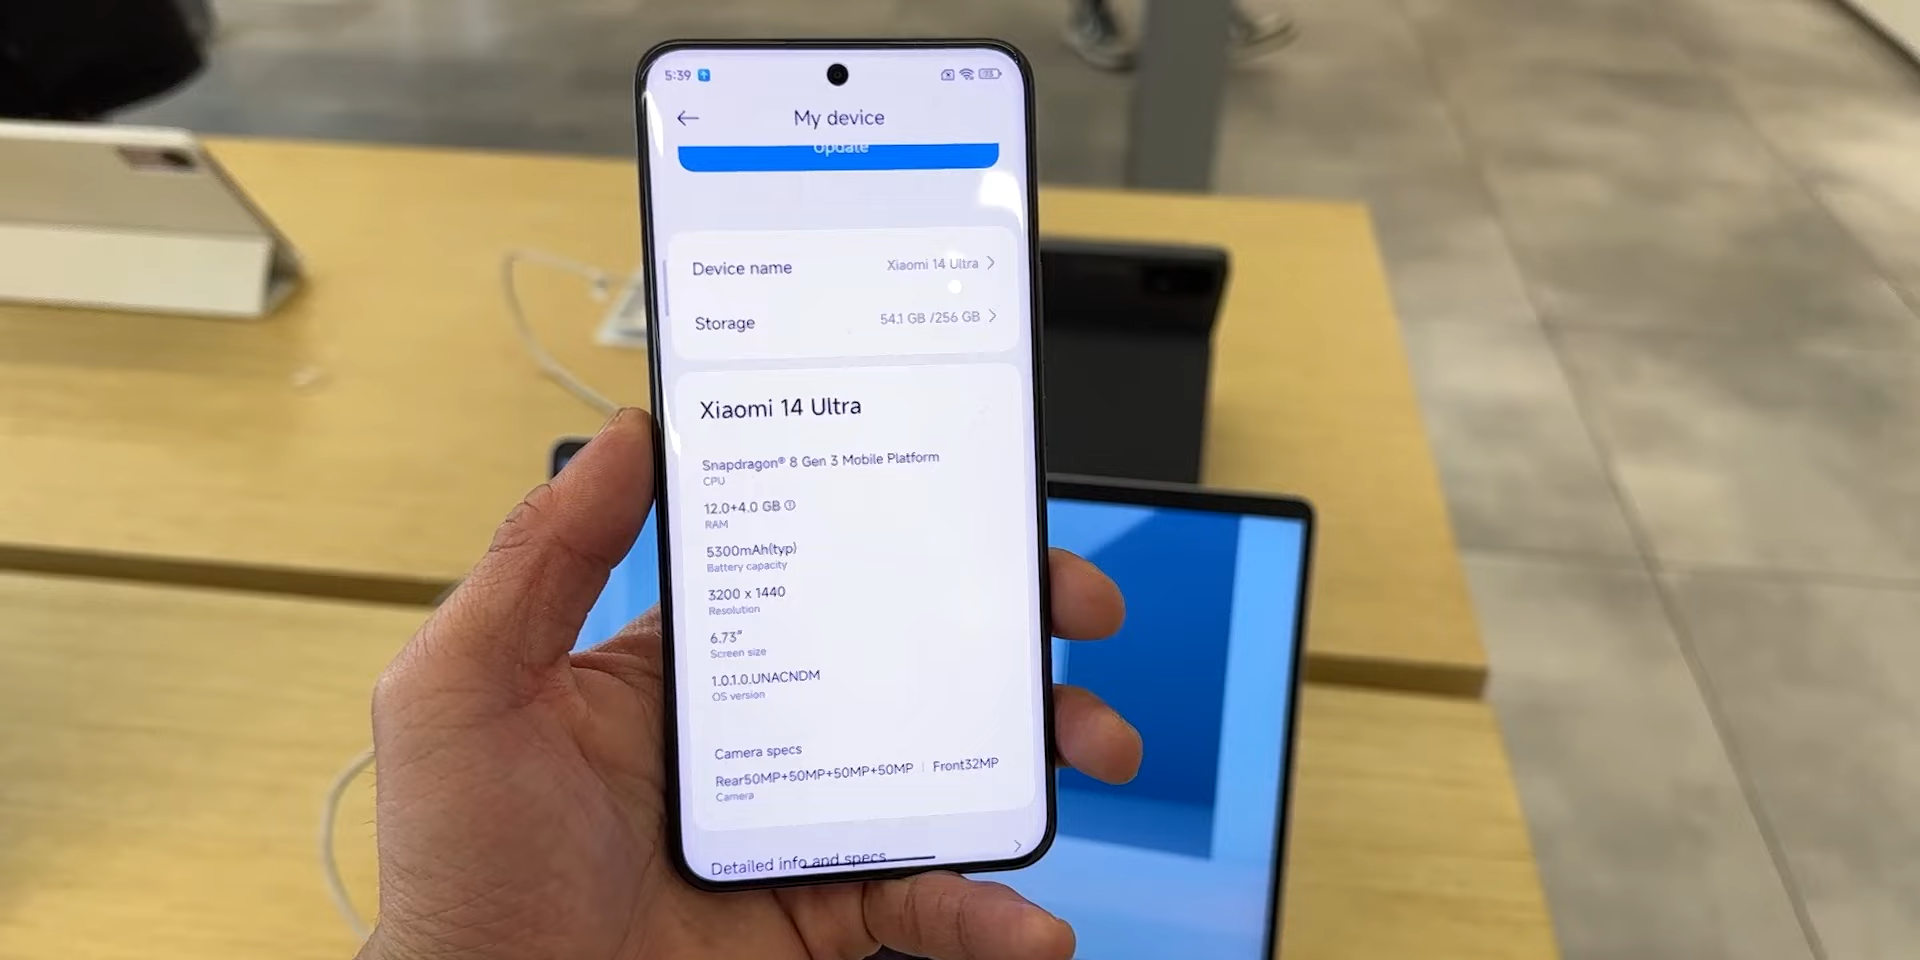 5:39
My device
Update
Device name
Xiaomi 14 Ultra
Storage
54.1 GB /256 GB
Xiaomi 14 Ultra
Snapdragon® 8 Gen 3 Mobile Platform
CPU
12.0+4.0 GB
RAM
5300mAh(typ)
Battery capacity
3200 x 1440
Resolution
6.73"
Screen size
1.0.1.0.UNACNDM
OS version
Camera specs
Rear50MP+50MP+50MP+50MP | Front32MP
Camera
Detailed info and specs